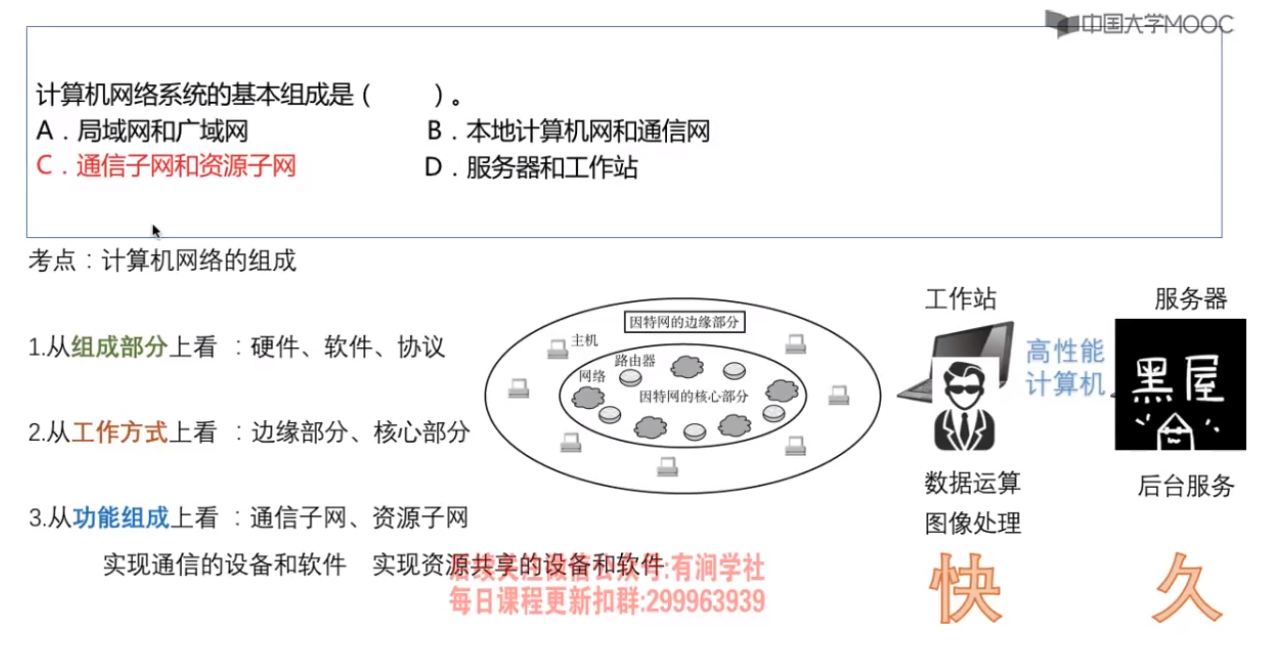 中国大学MOOC
计算机网络系统的基本组成是（　　）。
A．局域网和广域网
B．本地计算机网和通信网
C．通信子网和资源子网
D．服务器和工作站
考点：计算机网络的组成
1.从组成部分上看 ：硬件、软件、协议
2.从工作方式上看 ：边缘部分、核心部分
3.从功能组成上看 ：通信子网、资源子网
实现通信的设备和软件　实现资源共享的设备和软件
因特网的边缘部分
主机
路由器
网络
因特网的核心部分
工作站
高性能
计算机
数据运算
图像处理
快
服务器
黑屋
后台服务
久
公众号:有涧学社
每日课程更新扣群:299963939